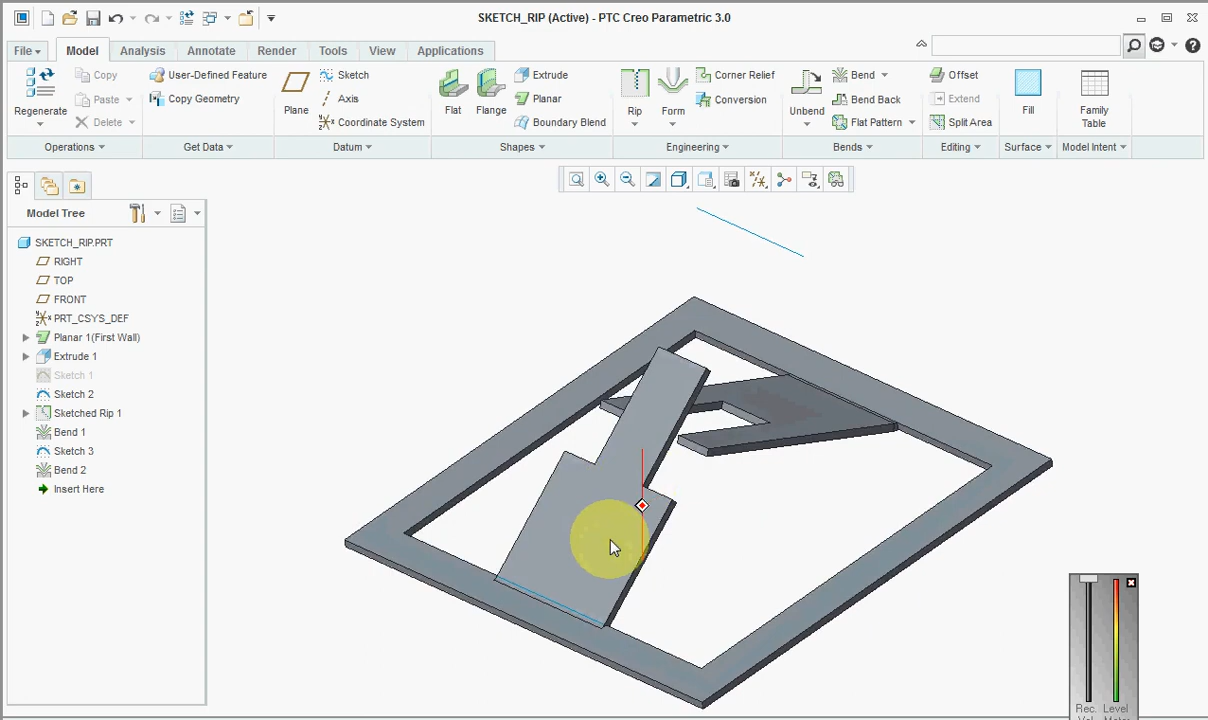 SKETCH_RIP (Active) - PTC Creo Parametric 3.0
File Model Analysis Annotate Render Tools View Applications
Regenerate Copy Paste Delete
User-Defined Feature
Copy Geometry
Plane Sketch Axis Coordinate System
Flat Flange Extrude Planar Boundary Blend
Rip Form Corner Relief Conversion
Unbend Bend Bend Back Flat Pattern
Offset Extend Split Area
Fill
Family Table
Operations Get Data Datum Shapes Engineering Bends Editing Surface Model Intent
Model Tree
SKETCH_RIP.PRT
RIGHT
TOP
FRONT
PRT_CSYS_DEF
Planar 1(First Wall)
Extrude 1
Sketch 1
Sketch 2
Sketched Rip 1
Bend 1
Sketch 3
Bend 2
Insert Here
Rec. Level